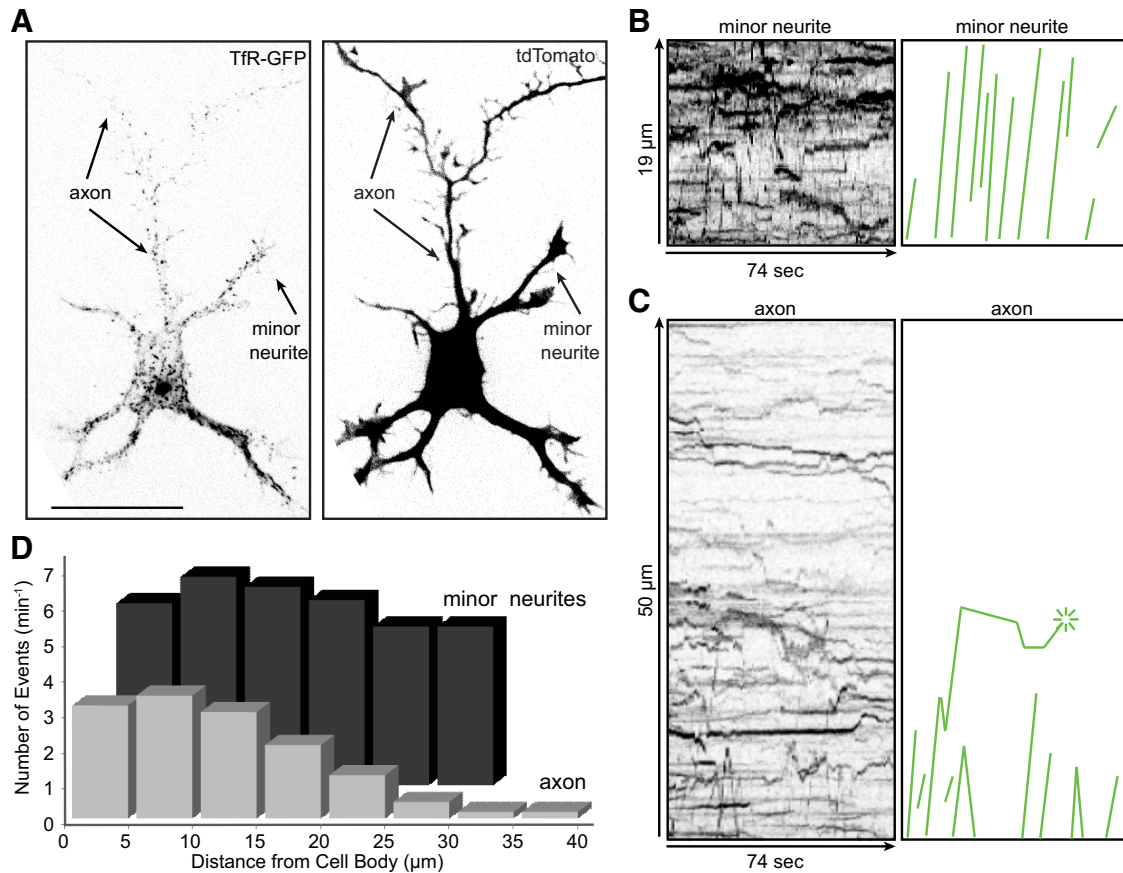 A
TfR-GFP
axon
minor
neurite
tdTomato
axon
minor
neurite
B
minor neurite
minor neurite
19 µm
74 sec
C
axon
axon
50 µm
74 sec
D
Number of Events (min-1)
7
6
5
4
3
2
1
0
minor neurites
axon
0
5
10
15
20
25
30
35
40
Distance from Cell Body (µm)